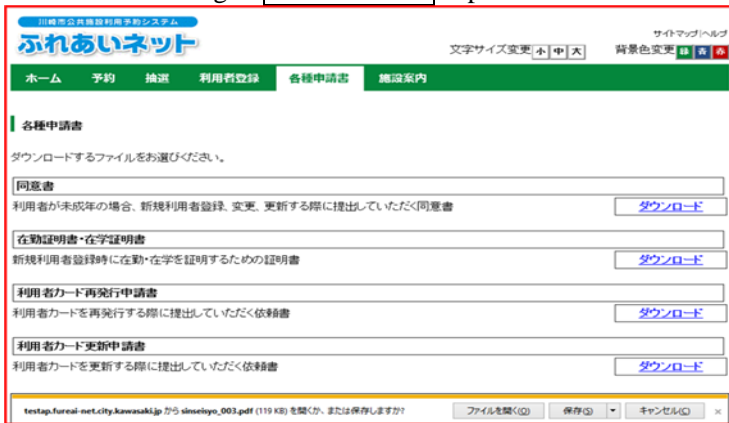 川崎市公共施設利用予約システム
ふれあいネット
サイトマップ|ヘルプ
文字サイズ変更 小 中 大 背景色変更 緑 青 赤
ホーム 予約 抽選 利用者登録 各種申請書 施設案内
各種申請書
ダウンロードするファイルをお選びください。
同意書
利用者が未成年の場合、新規利用者登録、変更、更新する際に提出していただく同意書 ダウンロード
在勤証明書・在学証明書
新規利用者登録時に在勤・在学を証明するための証明書 ダウンロード
利用者カード再発行申請書
利用者カードを再発行する際に提出していただく依頼書 ダウンロード
利用者カード更新申請書
利用者カードを更新する際に提出していただく依頼書 ダウンロード
testap.fureai-net.city.kawasaki.jp から sinseisyo_003.pdf (119 KB) を開くか、または保存しますか? ファイルを開く(O) 保存(S) ▼ キャンセル(C) ×